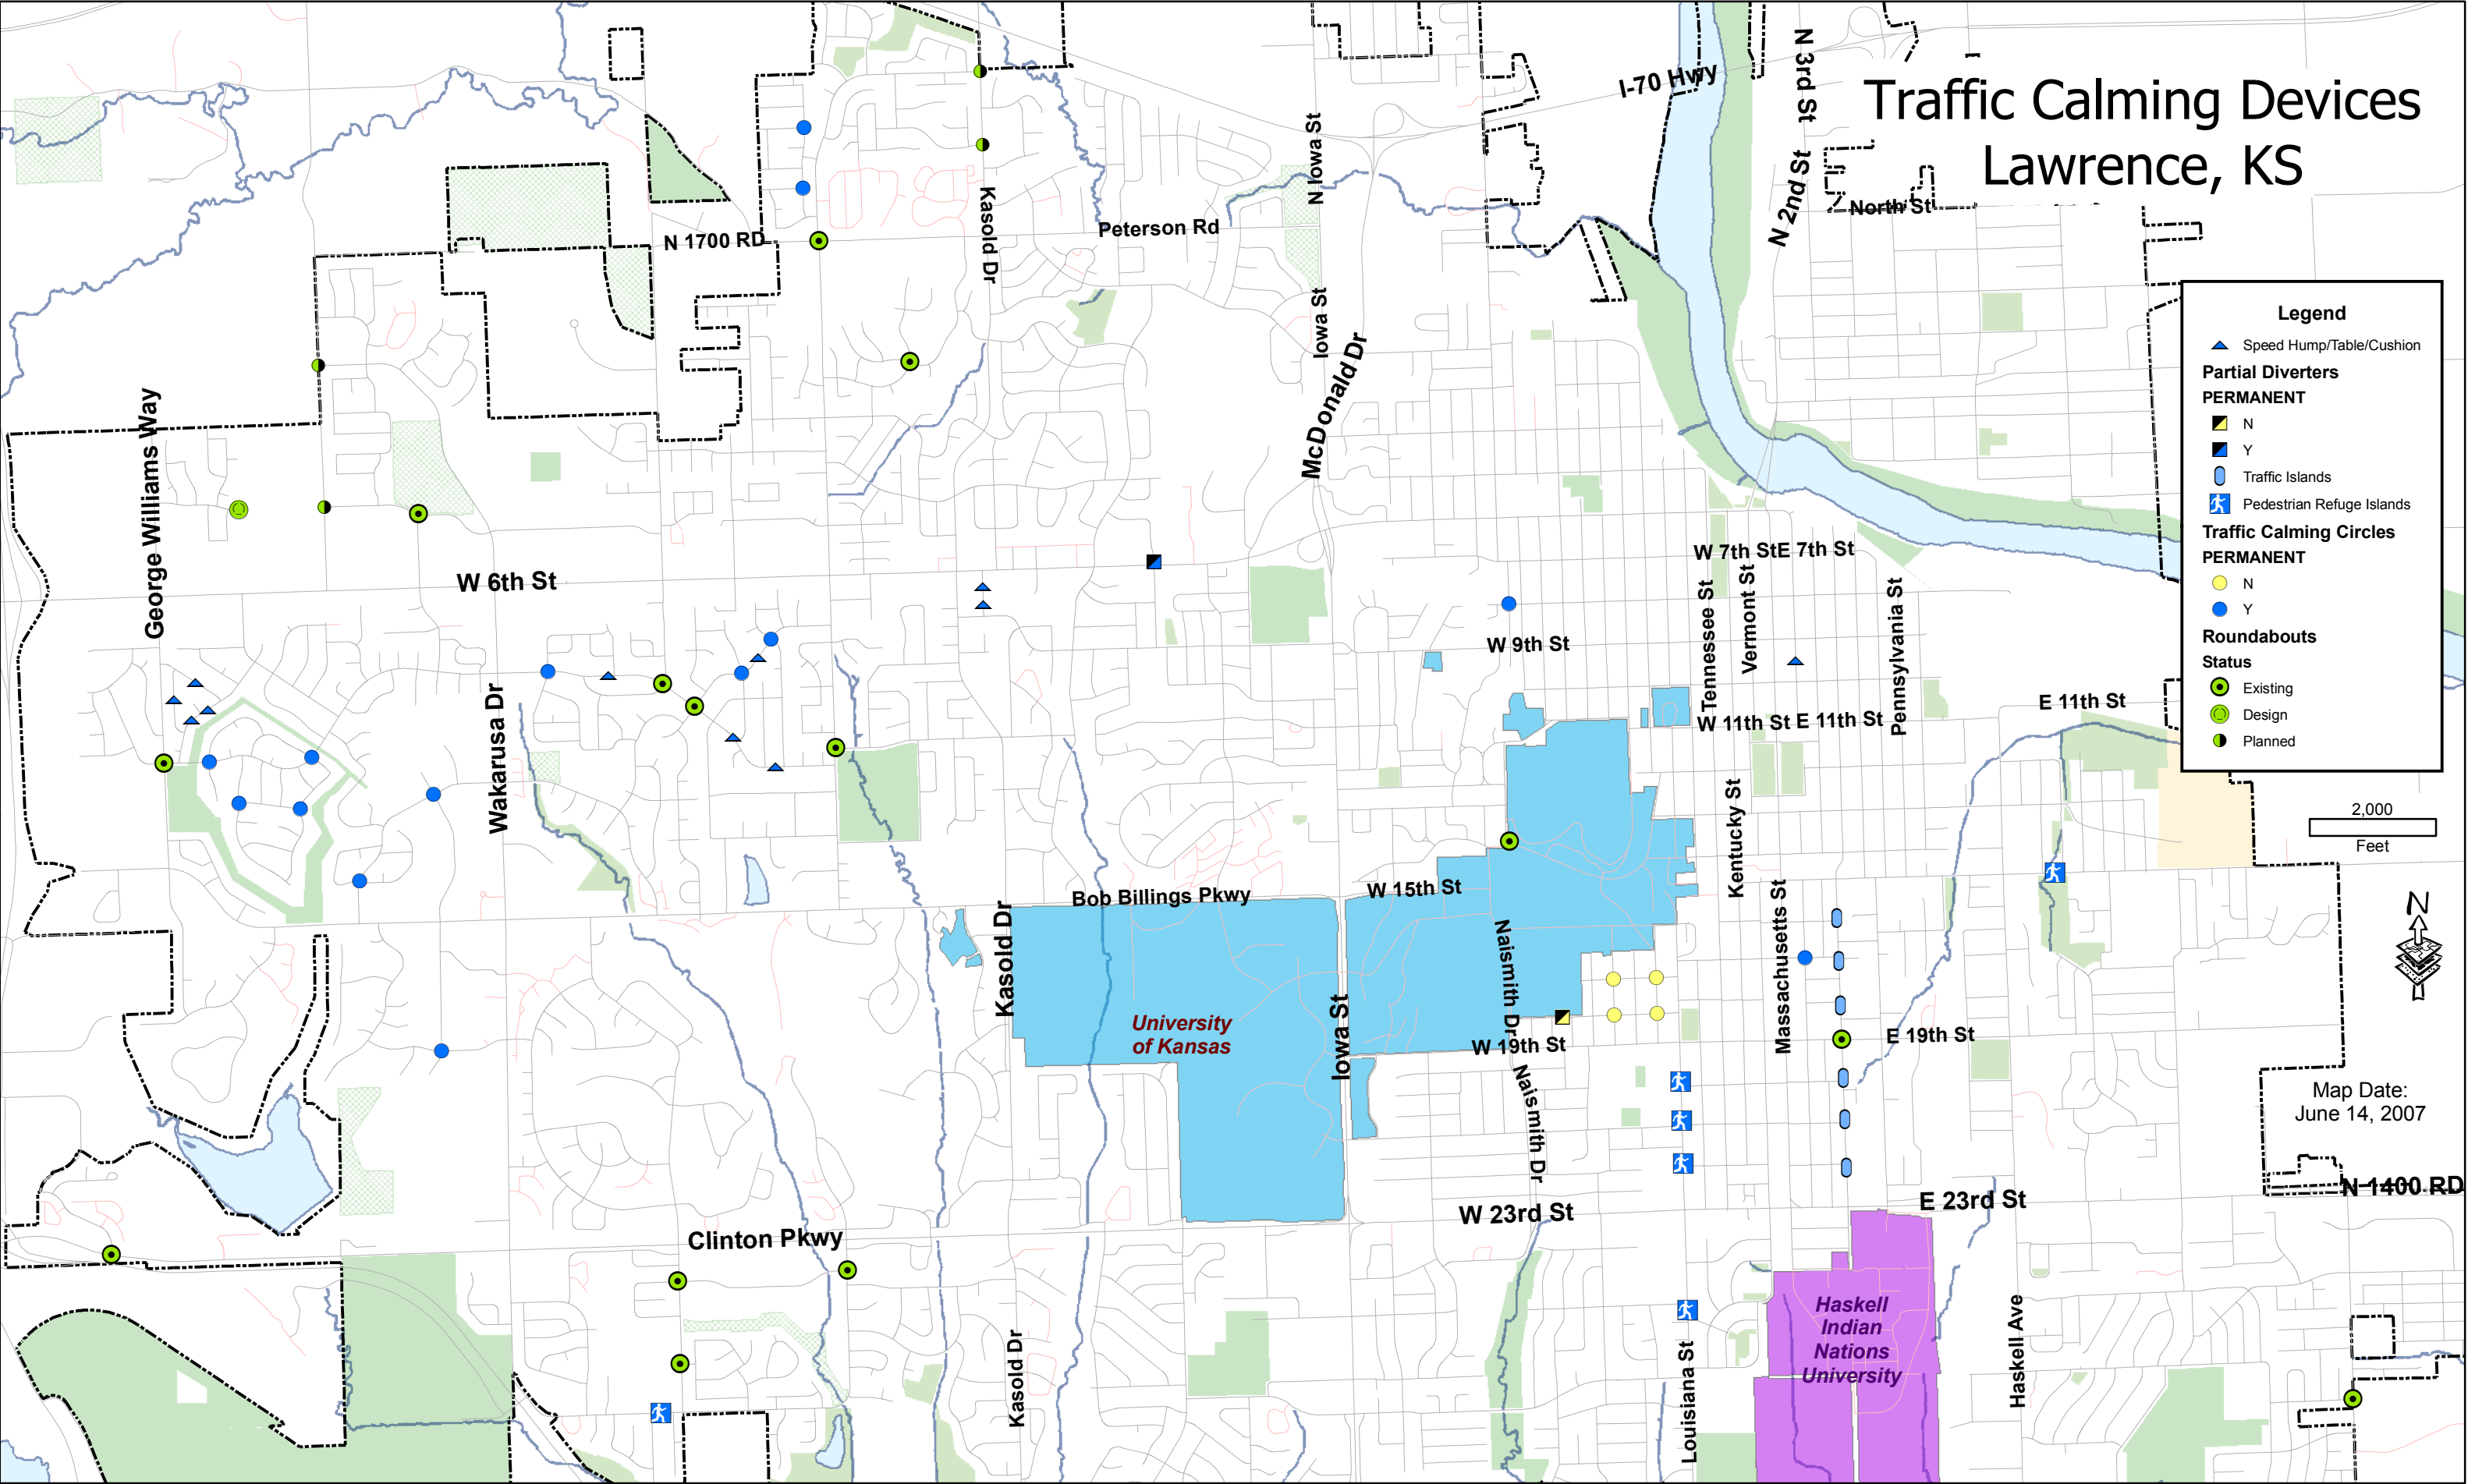 Traffic Calming Devices
Lawrence, KS
I-70 Hwy
N 3rd St
N 2nd St
North St
N Iowa St
Kasold Dr
Peterson Rd
N 1700 RD
Iowa St
McDonald Dr
George Williams Way
W 6th St
W 7th St
E 7th St
Tennessee St
Vermont St
Pennsylvania St
W 9th St
Wakarusa Dr
W 11th St
E 11th St
E 11th St
Kentucky St
Bob Billings Pkwy
W 15th St
Kasold Dr
Naismith Dr
Massachusetts St
University
of Kansas
Iowa St
W 19th St
E 19th St
Naismith Dr
W 23rd St
E 23rd St
N 1400 RD
Clinton Pkwy
Kasold Dr
Louisiana St
Haskell
Indian
Nations
University
Haskell Ave
Legend
Speed Hump/Table/Cushion
Partial Diverters
PERMANENT
N
Y
Traffic Islands
Pedestrian Refuge Islands
Traffic Calming Circles
PERMANENT
N
Y
Roundabouts
Status
Existing
Design
Planned
2,000
Feet
N
Map Date:
June 14, 2007